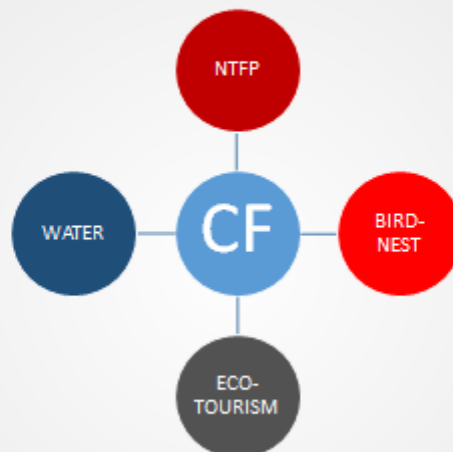 NTFP
WATER
CF
BIRD-
NEST
ECO-
TOURISM